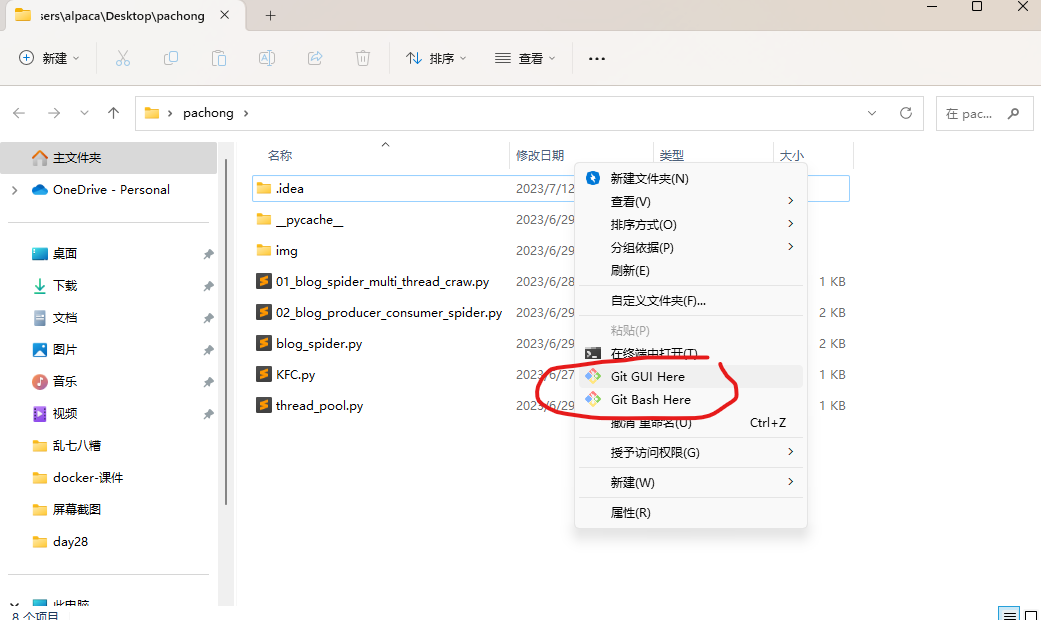 sers\alpaca\Desktop\pachong
新建
排序
查看
pachong
在 pac...
名称 修改日期 类型 大小
主文件夹
OneDrive - Personal
桌面
下载
文档
图片
音乐
视频
乱七八糟
docker-课件
屏幕截图
day28
此电脑
.idea 2023/7/12
__pycache__ 2023/6/29
img 2023/6/29
01_blog_spider_multi_thread_craw.py 2023/6/28 1 KB
02_blog_producer_consumer_spider.py 2023/6/29 2 KB
blog_spider.py 2023/6/29 2 KB
KFC.py 2023/6/27 1 KB
thread_pool.py 2023/6/29 1 KB
新建文件夹(N)
查看(V)
排序方式(O)
分组依据(P)
刷新(E)
自定义文件夹(F)...
粘贴(P)
在终端中打开(T)
Git GUI Here
Git Bash Here
撤消 重命名(U) Ctrl+Z
授予访问权限(G)
新建(W)
属性(R)
8 个项目